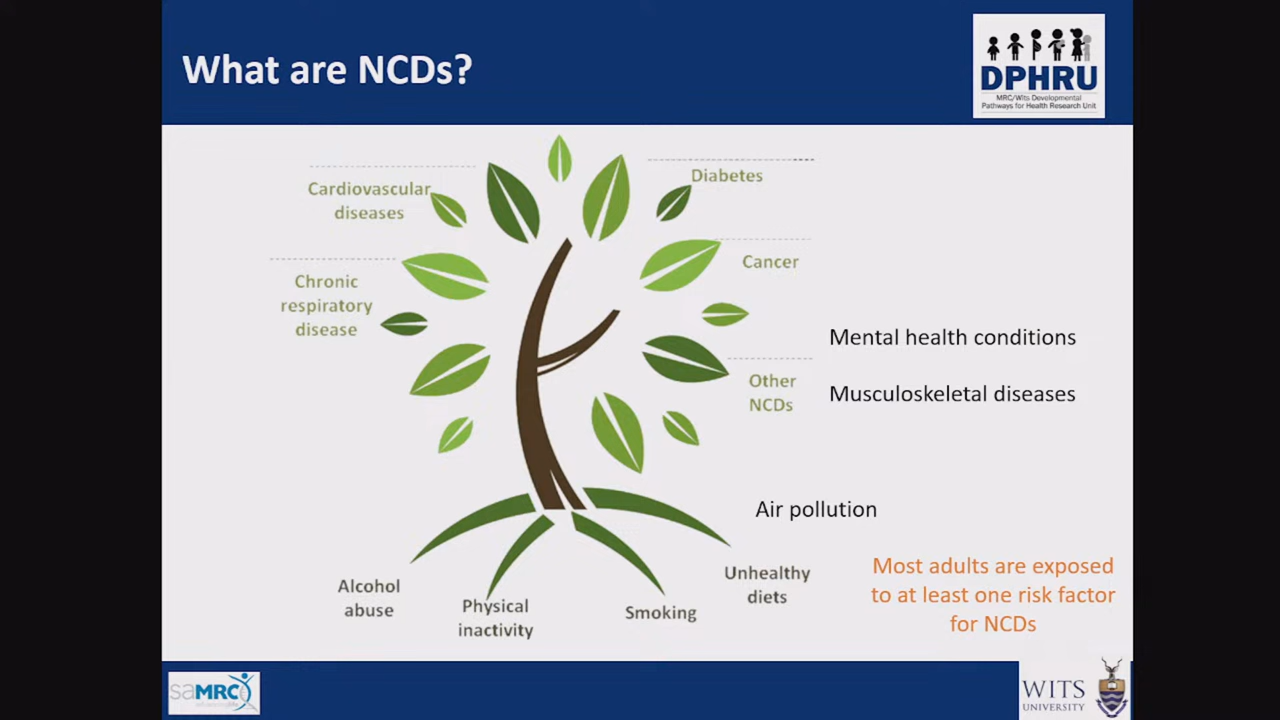 What are NCDs?
DPHRU
MRC/Wits Developmental
Pathways for Health Research Unit
Cardiovascular
diseases
Diabetes
Cancer
Chronic
respiratory
disease
Mental health conditions
Other
NCDs
Musculoskeletal diseases
Air pollution
Alcohol
abuse
Physical
inactivity
Smoking
Unhealthy
diets
Most adults are exposed
to at least one risk factor
for NCDs
saMRC
WITS
UNIVERSITY